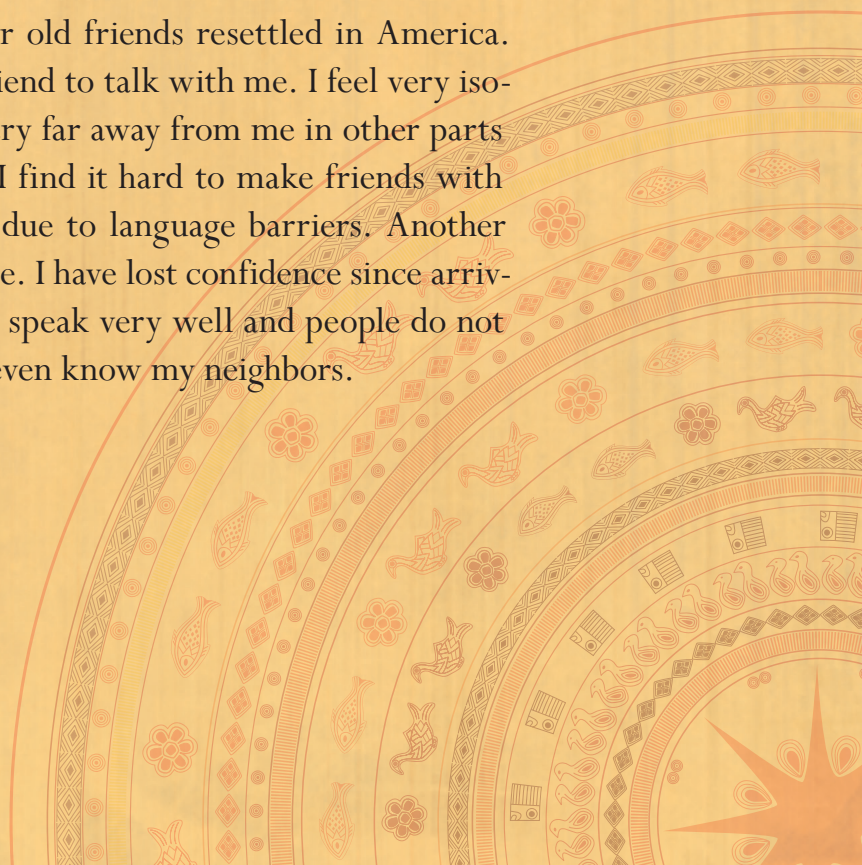 r old friends resettled in America.
iend to talk with me. I feel very iso-
ry far away from me in other parts
I find it hard to make friends with
due to language barriers. Another
e. I have lost confidence since arriv-
speak very well and people do not
even know my neighbors.